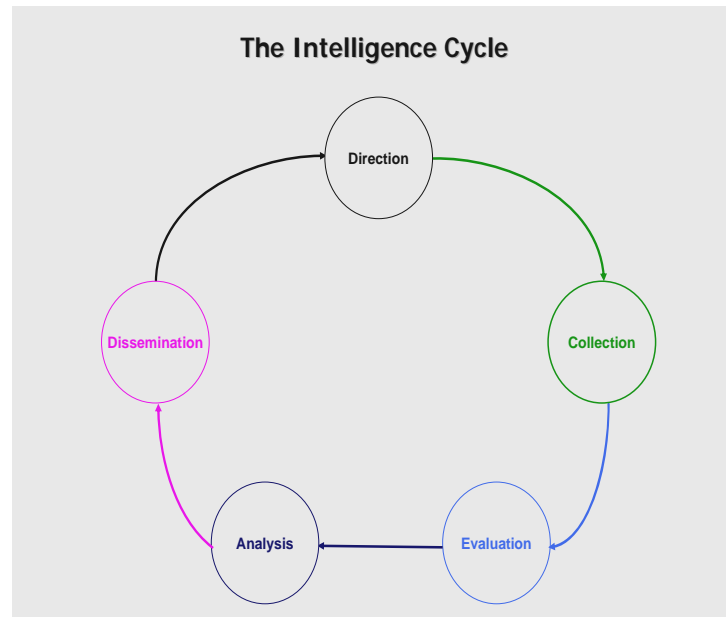 The Intelligence Cycle
Direction
Collection
Evaluation
Analysis
Dissemination